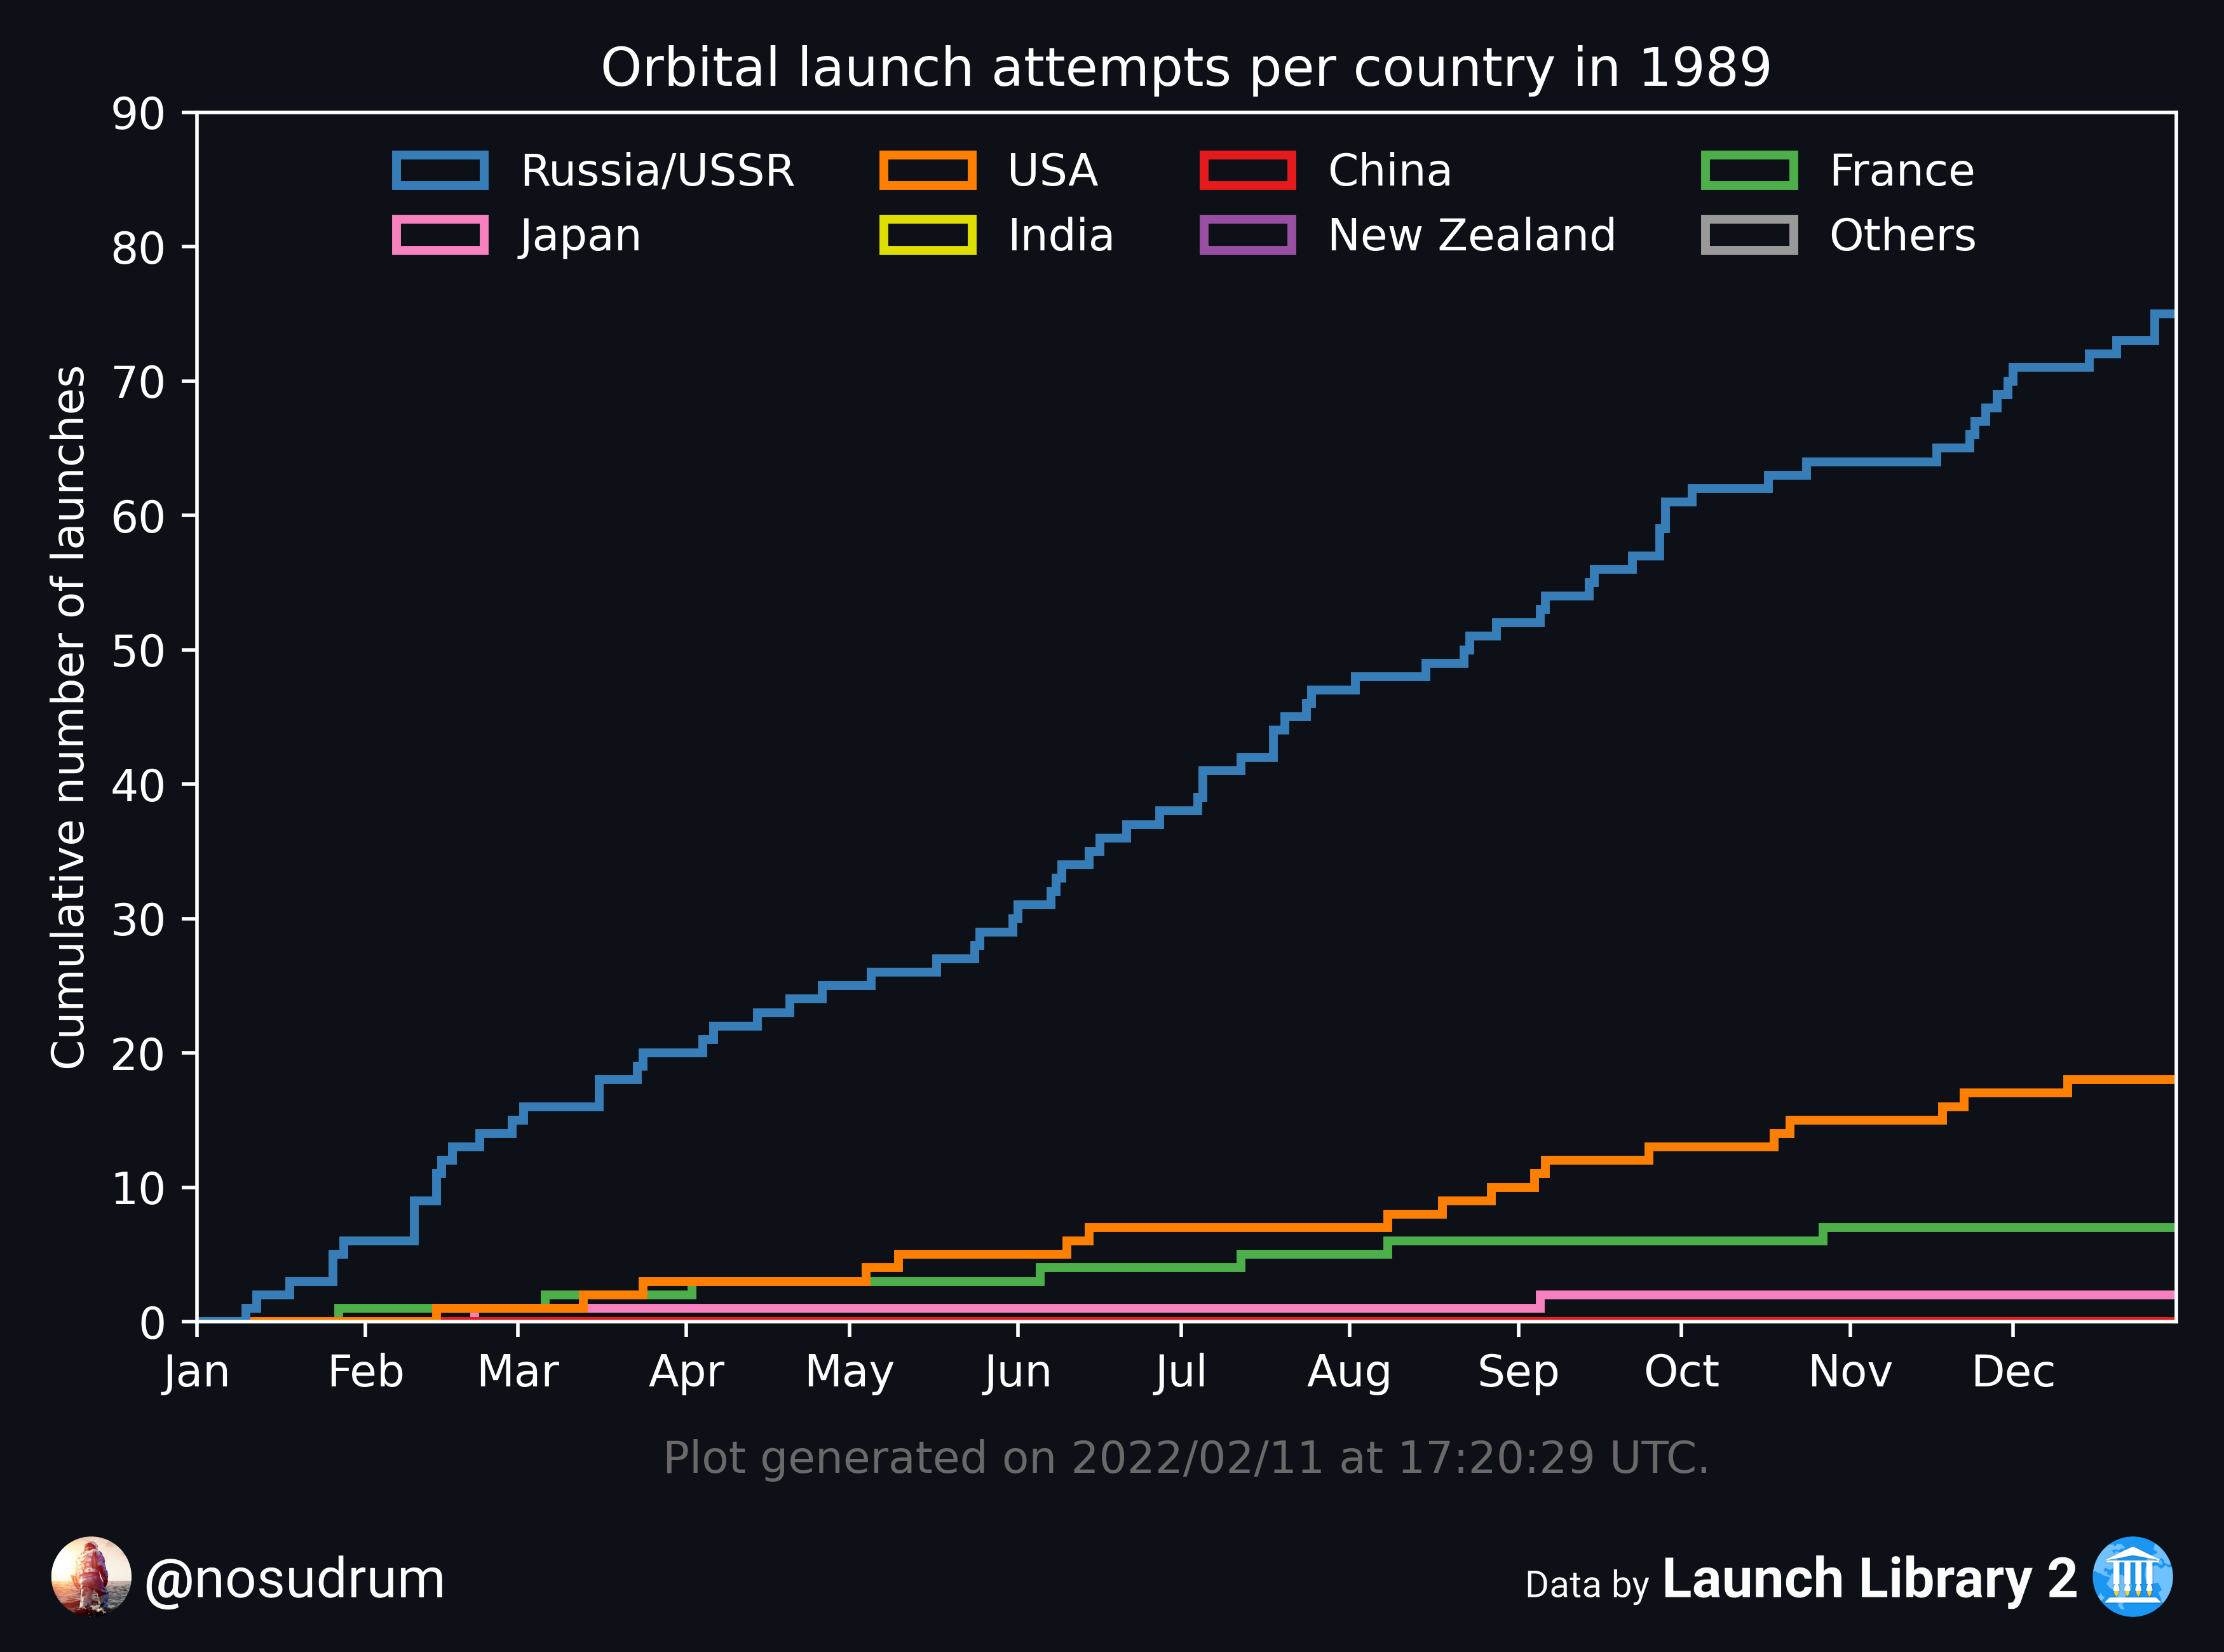 Orbital launch attempts per country in 1989
90
80
70
60
50
40
30
20
10
0
Cumulative number of launches
Russia/USSR USA China France
Japan India New Zealand Others
Jan Feb Mar Apr May Jun Jul Aug Sep Oct Nov Dec
Plot generated on 2022/02/11 at 17:20:29 UTC.
@nosudrum
Data by Launch Library 2